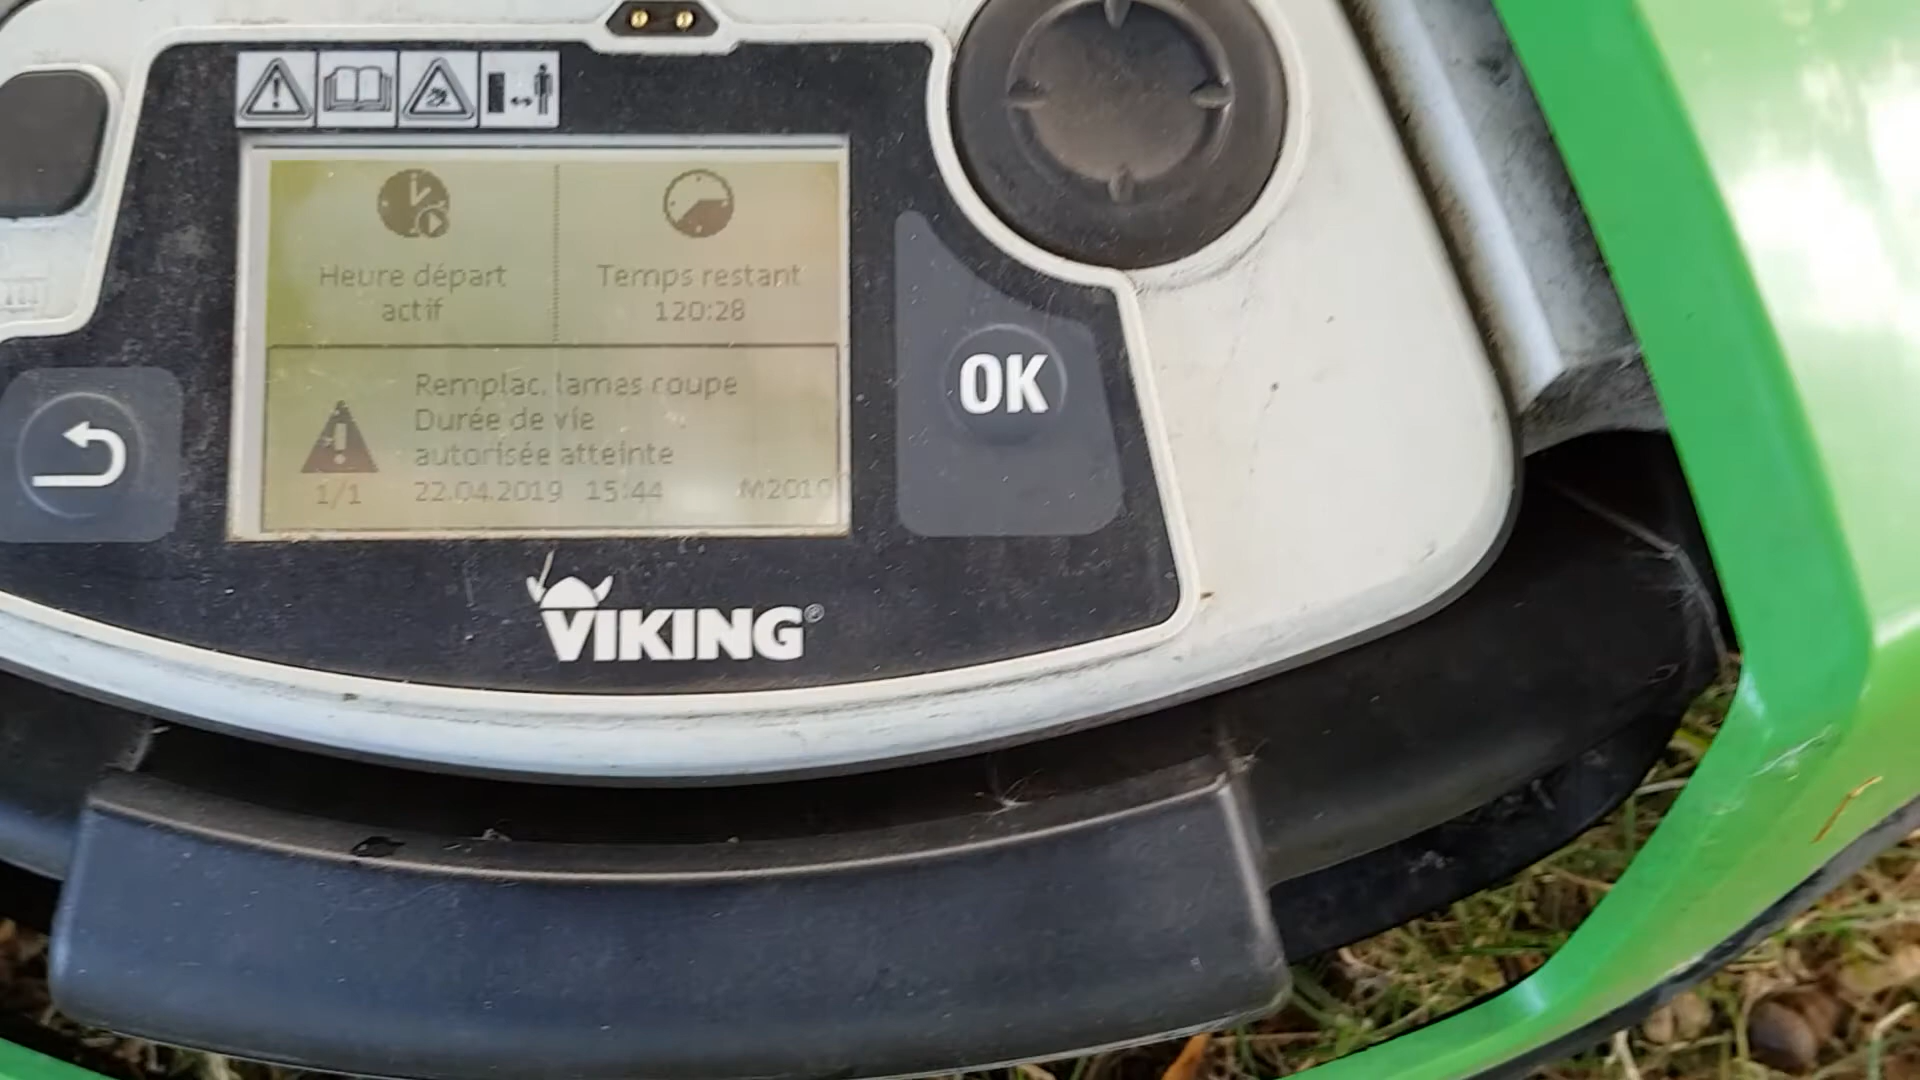 Heure départ
actif
Temps restant
120:28
Remplac. lames coupe
Durée de vie
autorisée atteinte
1/1 22.04.2019 15:44 M2010
OK
VIKING®